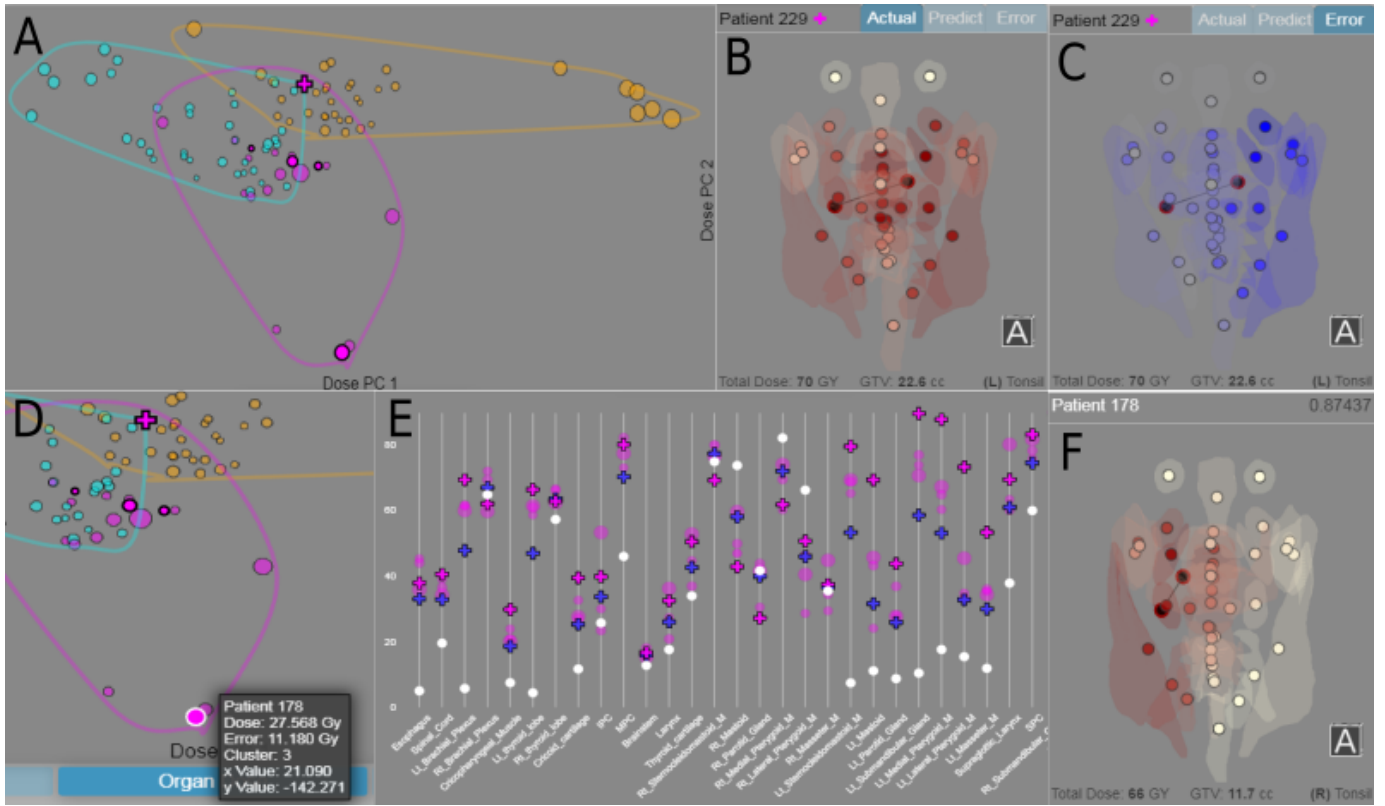 A
Dose PC 1
Dose PC 2
Patient 229
Actual
Predict
Error
B
A
Total Dose: 70 GY
GTV: 22.6 cc
(L) Tonsil
Patient 229
Actual
Predict
Error
C
A
Total Dose: 70 GY
GTV: 22.6 cc
(L) Tonsil
D
Dose
Organ
Patient 178
Dose: 27.568 Gy
Error: 11.180 Gy
Cluster: 3
x Value: 21.090
y Value: -142.271
E
80
60
40
20
0
Esophagus
Spinal_Cord
Lt_Brachial_Plexus
Rt_Brachial_Plexus
Cricopharyngeal_Muscle
Lt_thyroid_lobe
Rt_thyroid_lobe
Cricoid_cartilage
IPC
MPC
Brainstem
Larynx
Thyroid_cartilage
Rt_Sternocleidomastoid_M
Rt_Mastoid
Rt_Parotid_Gland
Rt_Medial_Pterygoid_M
Rt_Lateral_Pterygoid_M
Rt_Masseter_M
Lt_Sternocleidomastoid_M
Lt_Mastoid
Lt_Parotid_Gland
Lt_Submandibular_Gland
Lt_Medial_Pterygoid_M
Lt_Lateral_Pterygoid_M
Lt_Masseter_M
Supraglottic_Larynx
SPC
Rt_Submandibular_G
Patient 178
0.87437
F
A
Total Dose: 66 GY
GTV: 11.7 cc
(R) Tonsil